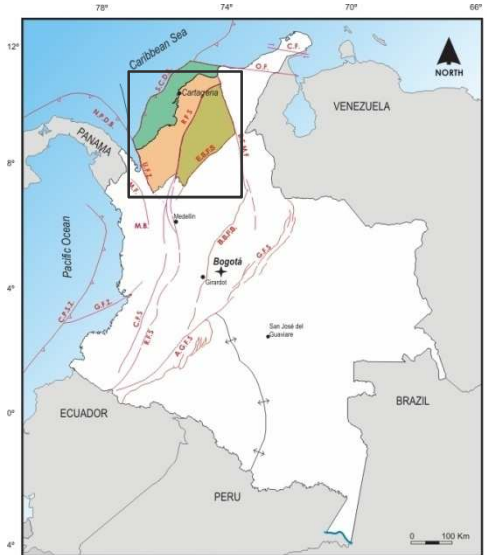 78°
74°
70°
66°
12°
8°
4°
0°
4°
Caribbean Sea
C.F.
O.F.
NORTH
S.C.D.B.
Cartagena
R.F.S
VENEZUELA
N.P.D.B.
PANAMA
U.F.Z.
B.B.F.B.
M.F.
M.B.
Medellín
Pacific Ocean
B.B.F.B.
G.F.S.
Bogotá
Girardot
C.P.S.Z.
G.F.Z.
C.F.S
R.F.S
A.G.F.S
San José del
Guaviare
ECUADOR
BRAZIL
PERU
0 100 Km